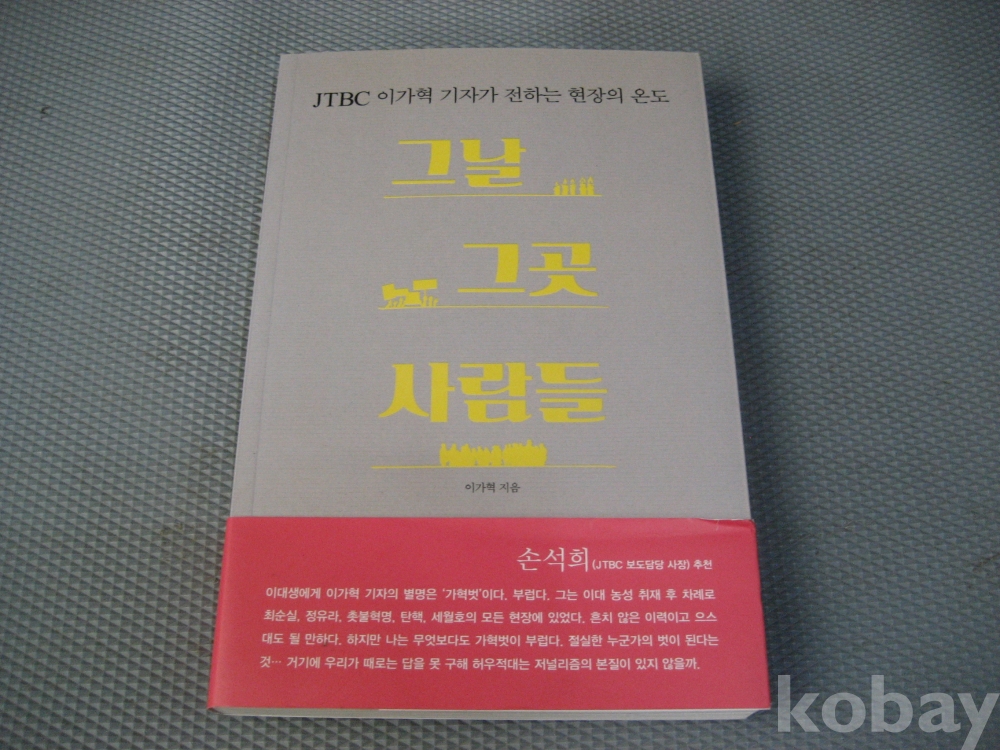 JTBC 이가혁 기자가 전하는 현장의 온도
그날
그곳
사람들
이가혁 지음
손석희(JTBC 보도담당 사장) 추천
이대생에게 이가혁 기자의 별명은 '가혁벗'이다. 부럽다. 그는 이대 농성 취재 후 차례로
최순실, 정유라, 촛불혁명, 탄핵, 세월호의 모든 현장에 있었다. 흔치 않은 이력이고 으스
대도 될 만하다. 하지만 나는 무엇보다도 가혁벗이 부럽다. 절실한 누군가의 벗이 된다는
것… 거기에 우리가 때로는 답을 못 구해 허우적대는 저널리즘의 본질이 있지 않을까.
kobay